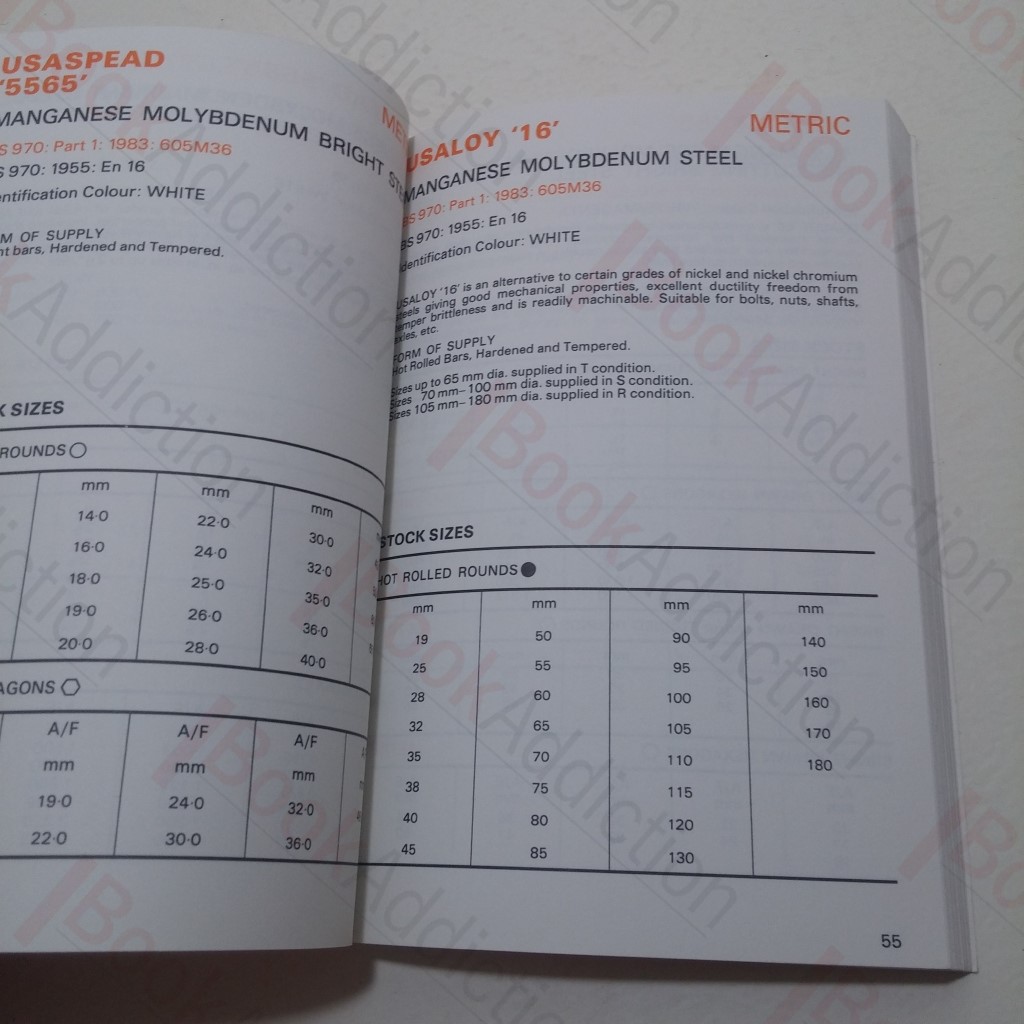 USASPEAD
'5565'
MANGANESE MOLYBDENUM BRIGHT
970: Part 1: 1983: 605M36
970: 1955: En 16
Colour: WHITE
OF SUPPLY
bars, Hardened and Tempered.
SIZES
ROUNDS
mm mm mm
14·0 22·0 30·0
16·0 24·0 32·0
18·0 25·0 35·0
19·0 26·0 36·0
20·0 28·0 40·0
A/F A/F A/F
mm mm mm
19·0 24·0 32·0
22·0 30·0 36·0
USALOY '16'
METRIC
MANGANESE MOLYBDENUM STEEL
BS 970: Part 1: 1983: 605M36
BS 970: 1955: En 16
Identification Colour: WHITE
USALOY '16' is an alternative to certain grades of nickel and nickel chromium
steels giving good mechanical properties, excellent ductility freedom from
temper brittleness and is readily machinable. Suitable for bolts, nuts, shafts,
axles, etc.
FORM OF SUPPLY
Hot Rolled Bars, Hardened and Tempered.
Sizes up to 65 mm dia. supplied in T condition.
Sizes 70 mm–100 mm dia. supplied in S condition.
Sizes 105 mm–180 mm dia. supplied in R condition.
STOCK SIZES
HOT ROLLED ROUNDS
mm mm mm mm
19 50 90 140
25 55 95 150
28 60 100 160
32 65 105 170
35 70 110 180
38 75 115
40 80 120
45 85 130
55
BookAddiction